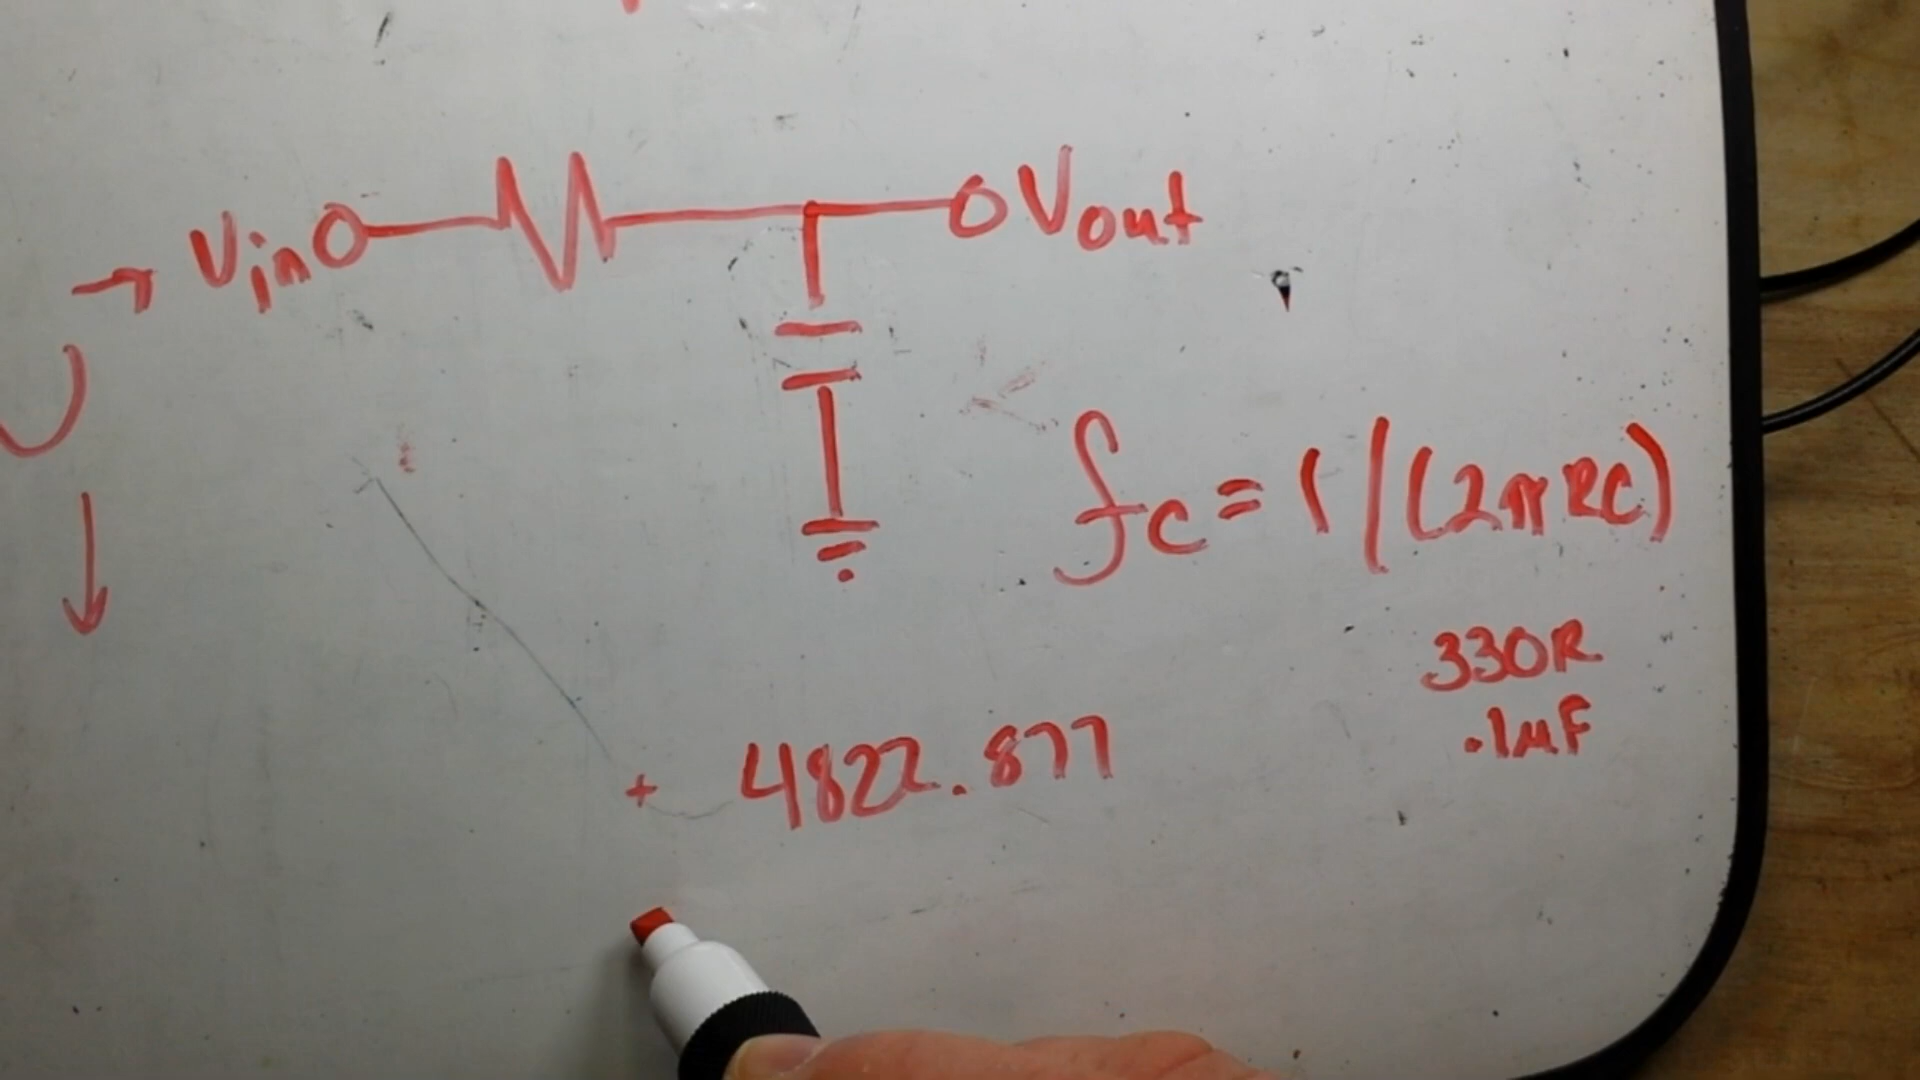 Vin Vout
fc = 1/(2πRC)
330R
.1µF
+ 4822.877